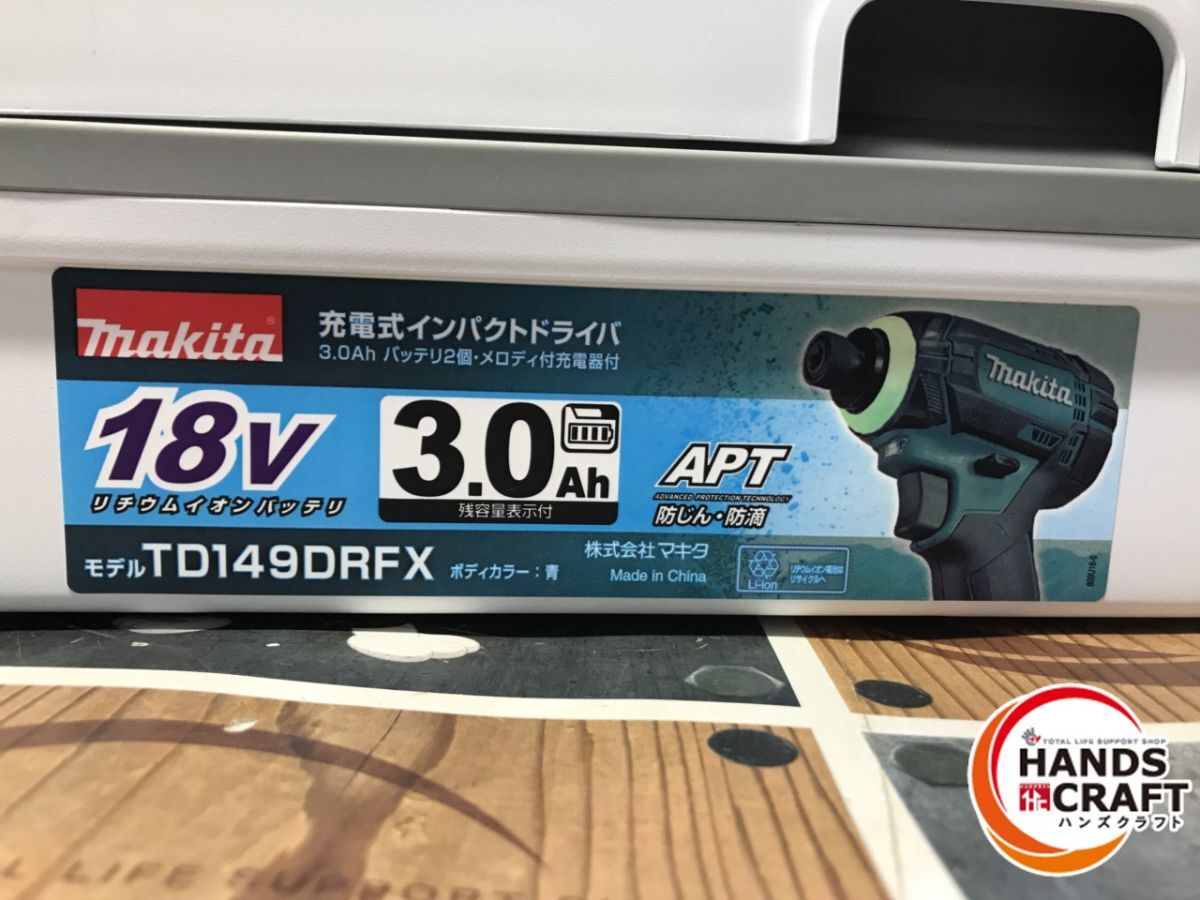 makita®
充電式インパクトドライバ
3.0Ah バッテリ2個・メロディ付充電器付
18V
リチウムイオンバッテリ
3.0Ah
残容量表示付
APT
ADVANCED PROTECTION TECHNOLOGY
防じん・防滴
makita
モデル TD149DRFX ボディカラー：青
株式会社マキタ
Made in China
Li-ion
リチウムイオン電池は
リサイクルへ
TOTAL LIFE SUPPORT SHOP
HANDS
CRAFT
ハンズクラフト
LIFE SUPPORT